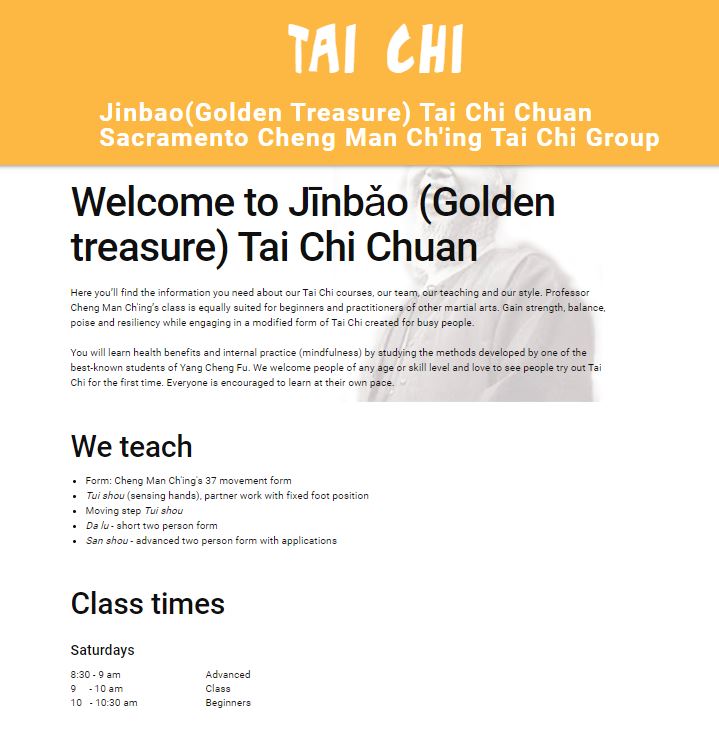 TAI CHI
Jinbao(Golden Treasure) Tai Chi Chuan
Sacramento Cheng Man Ch'ing Tai Chi Group
Welcome to Jīnbǎo (Golden
treasure) Tai Chi Chuan
Here you'll find the information you need about our Tai Chi courses, our team, our teaching and our style. Professor
Cheng Man Ch'ing's class is equally suited for beginners and practitioners of other martial arts. Gain strength, balance,
poise and resiliency while engaging in a modified form of Tai Chi created for busy people.
You will learn health benefits and internal practice (mindfulness) by studying the methods developed by one of the
best-known students of Yang Cheng Fu. We welcome people of any age or skill level and love to see people try out Tai
Chi for the first time. Everyone is encouraged to learn at their own pace.
We teach
• Form: Cheng Man Ch'ing's 37 movement form
• Tui shou (sensing hands), partner work with fixed foot position
• Moving step Tui shou
• Da lu - short two person form
• San shou - advanced two person form with applications
Class times
Saturdays
8:30 - 9 am Advanced
9 - 10 am Class
10 - 10:30 am Beginners